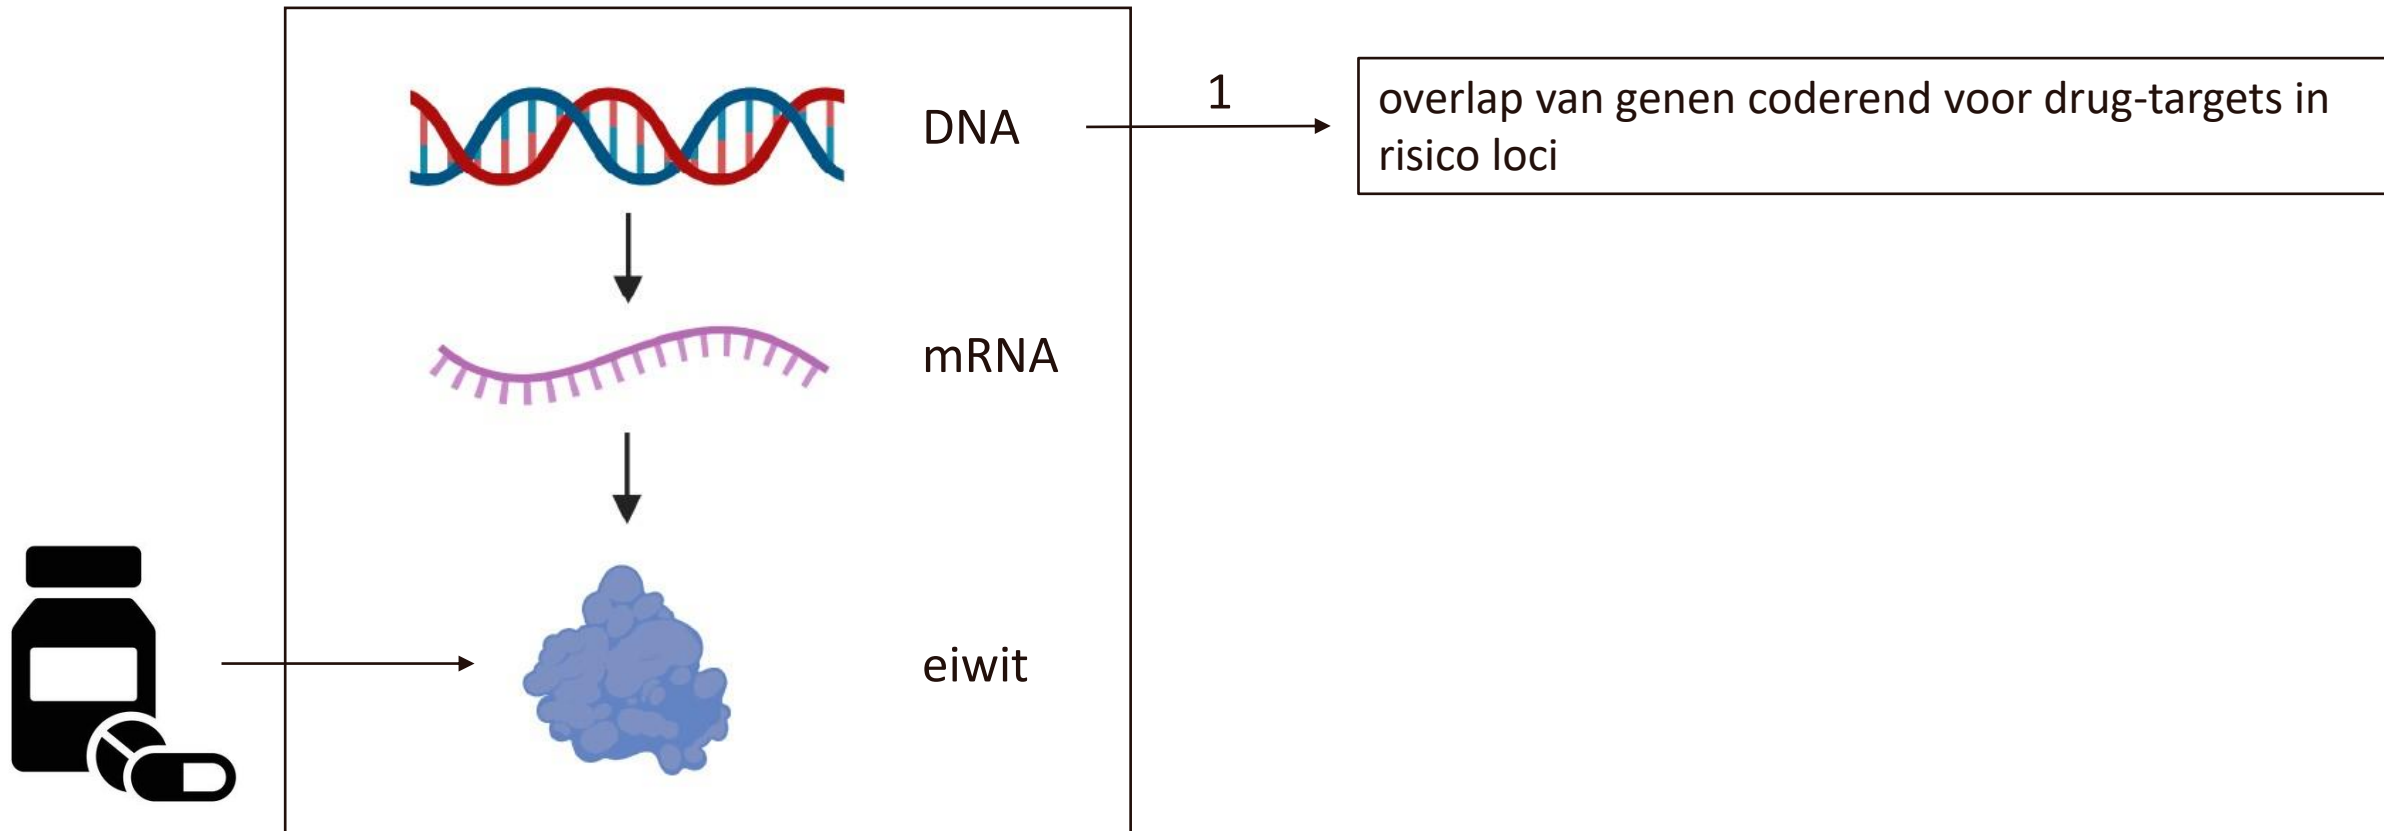 DNA
1
overlap van genen coderend voor drug-targets in
risico loci
mRNA
eiwit